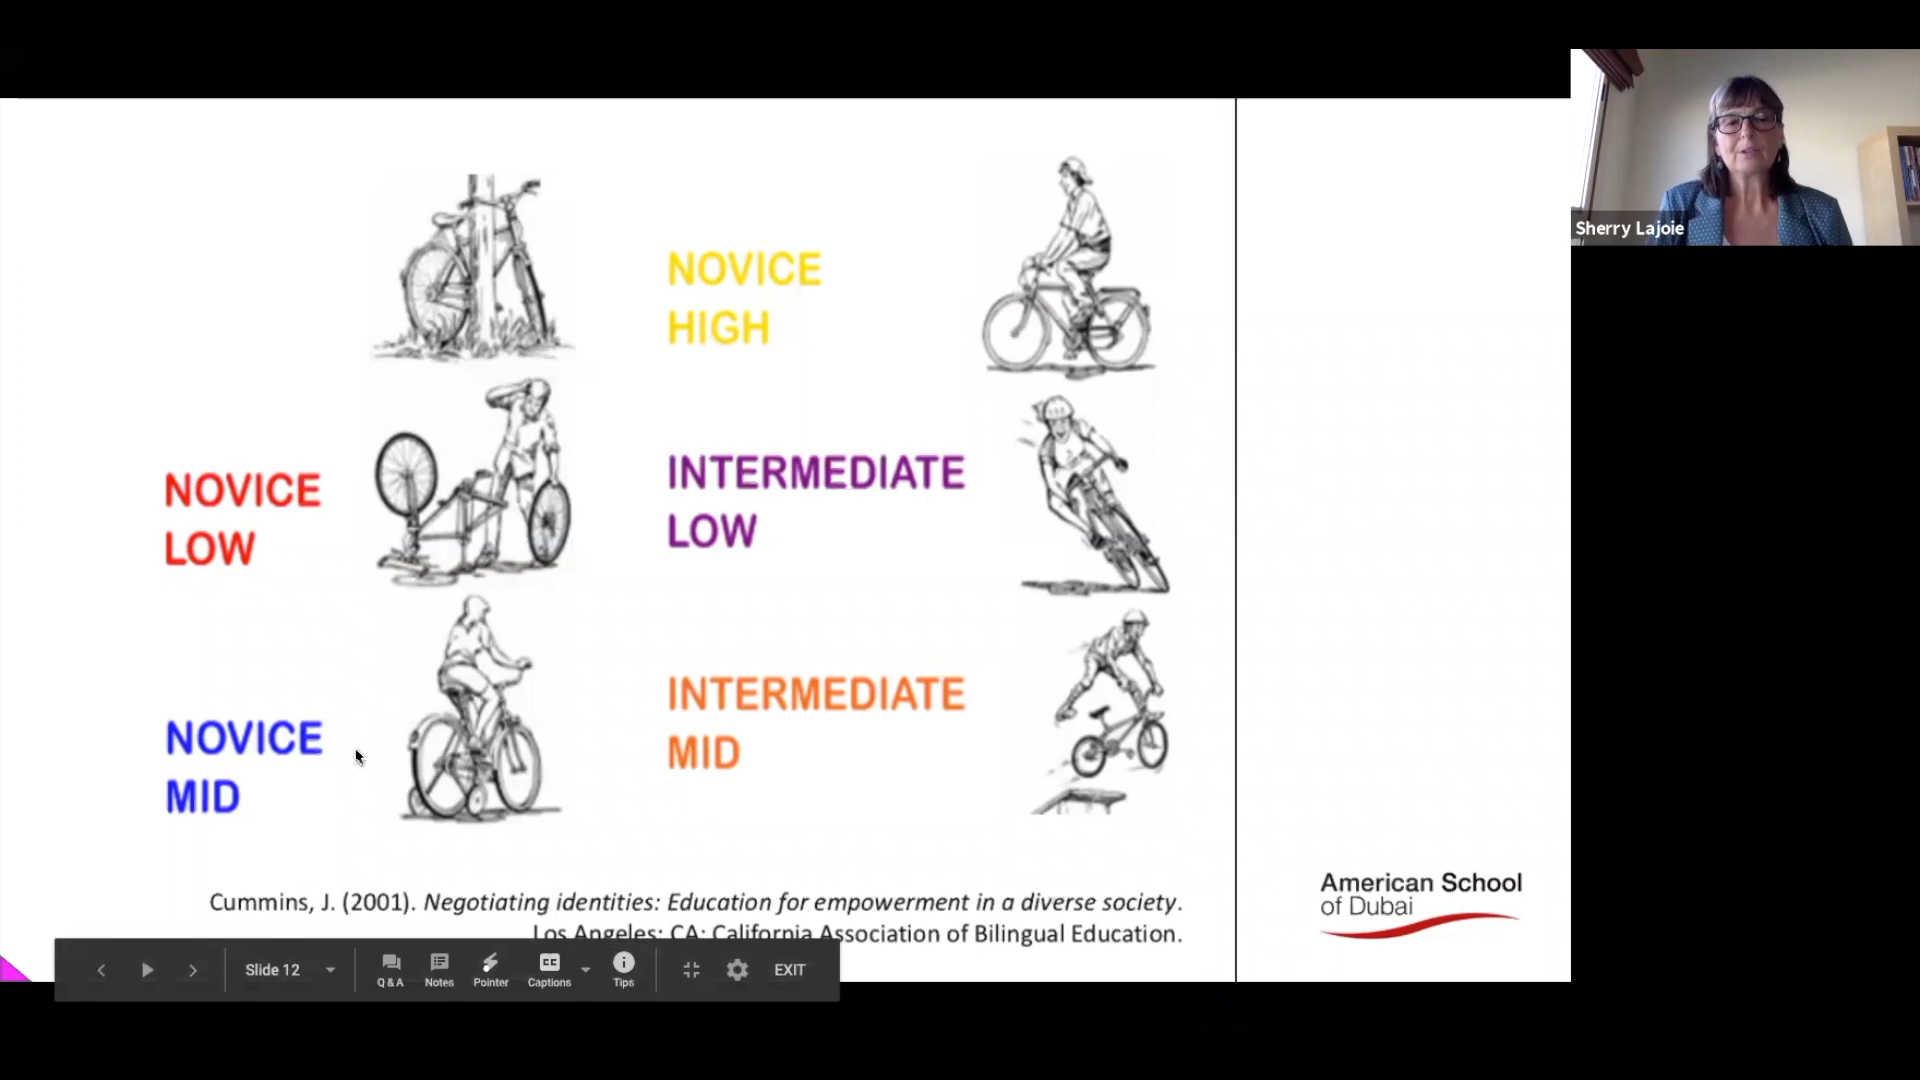 NOVICE
HIGH
NOVICE
LOW
INTERMEDIATE
LOW
NOVICE
MID
INTERMEDIATE
MID
Cummins, J. (2001). Negotiating identities: Education for empowerment in a diverse society.
Los Angeles: CA: California Association of Bilingual Education.
American School
of Dubai
Sherry Lajoie
Slide 12
Q & A
Notes
Pointer
CC
Captions
Tips
EXIT